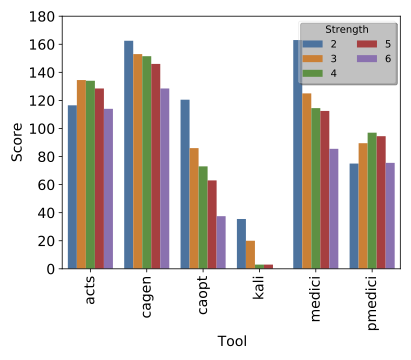 180
160
140
120
100
80
60
40
20
0
Score
Strength
2 5
3 6
4
acts
cagen
caopt
kali
medici
pmedici
Tool